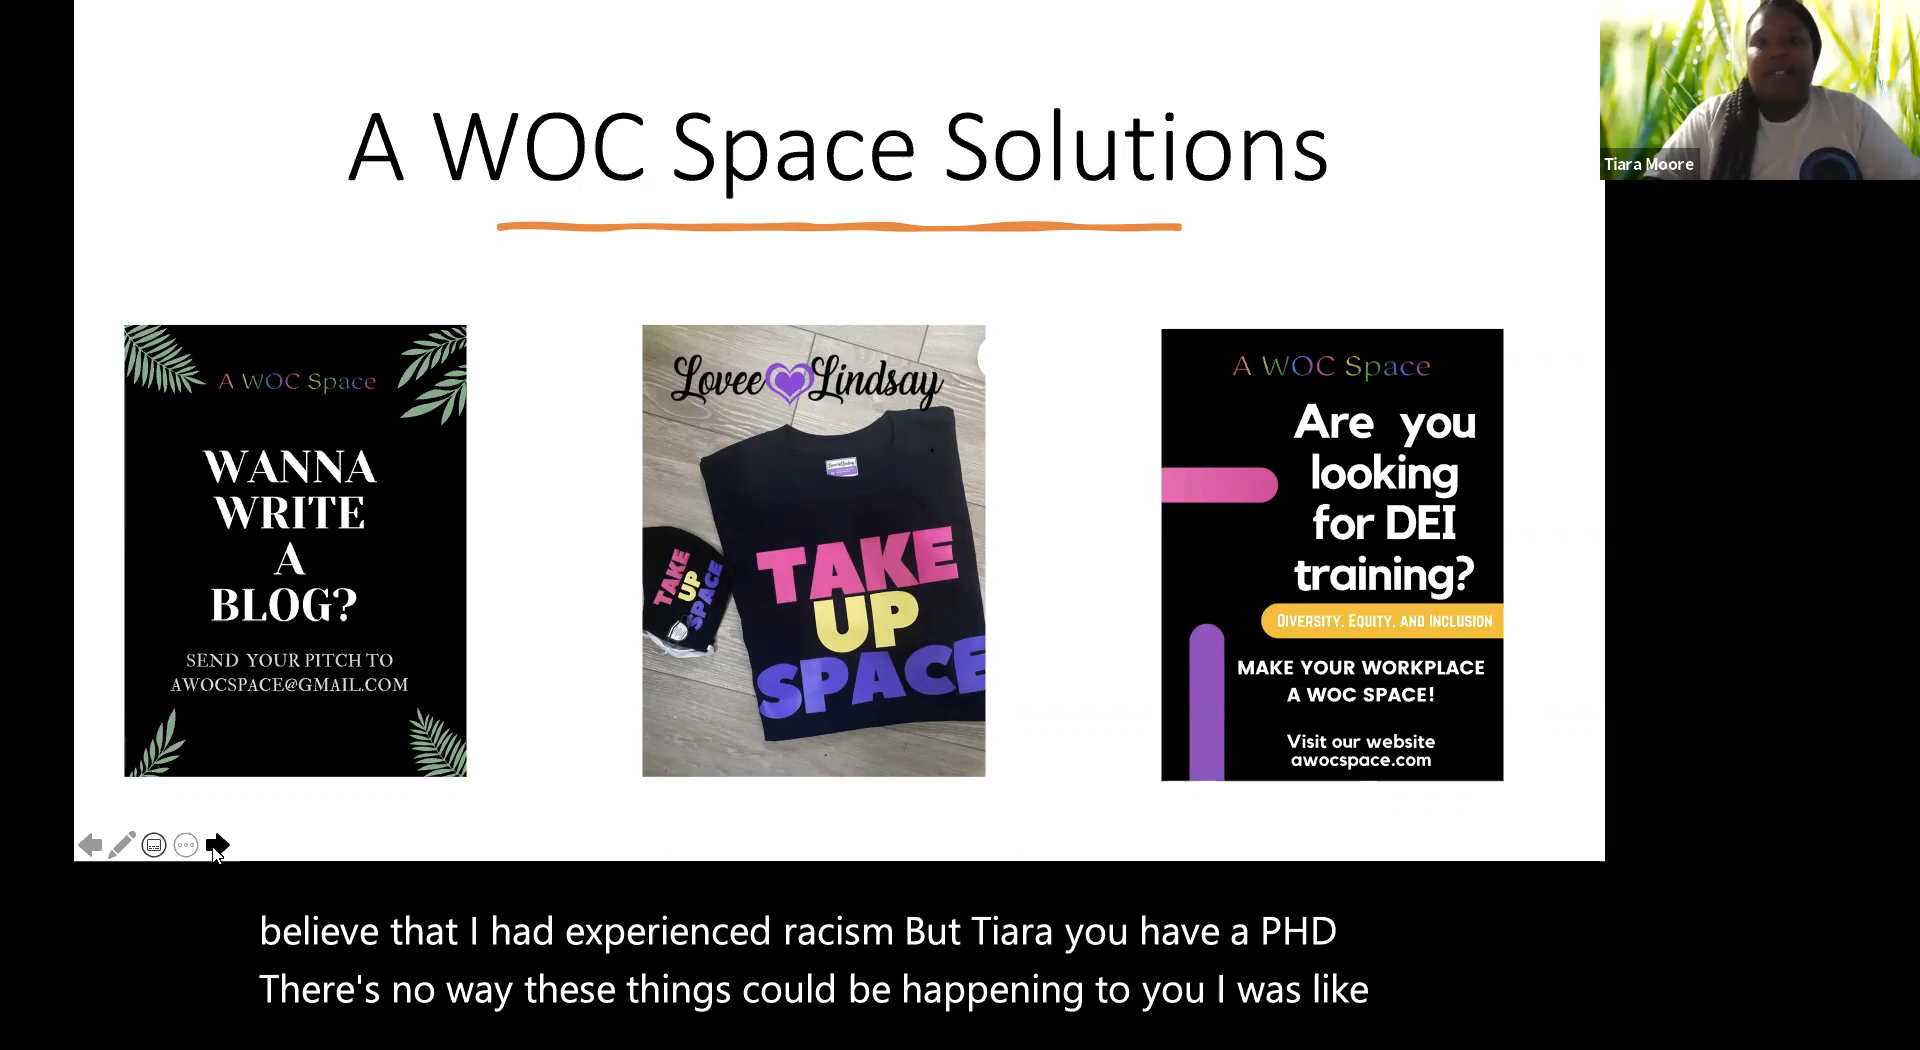 A WOC Space Solutions
Tiara Moore
A WOC Space
WANNA
WRITE
A
BLOG?
SEND YOUR PITCH TO
AWOCSPACE@GMAIL.COM
Lovee Lindsay
TAKE
UP
SPACE
TAKE
UP
SPACE
A WOC Space
Are you
looking
for DEI
training?
DIVERSITY, EQUITY, AND INCLUSION
MAKE YOUR WORKPLACE
A WOC SPACE!
Visit our website
awocspace.com
believe that I had experienced racism But Tiara you have a PHD
There's no way these things could be happening to you I was like